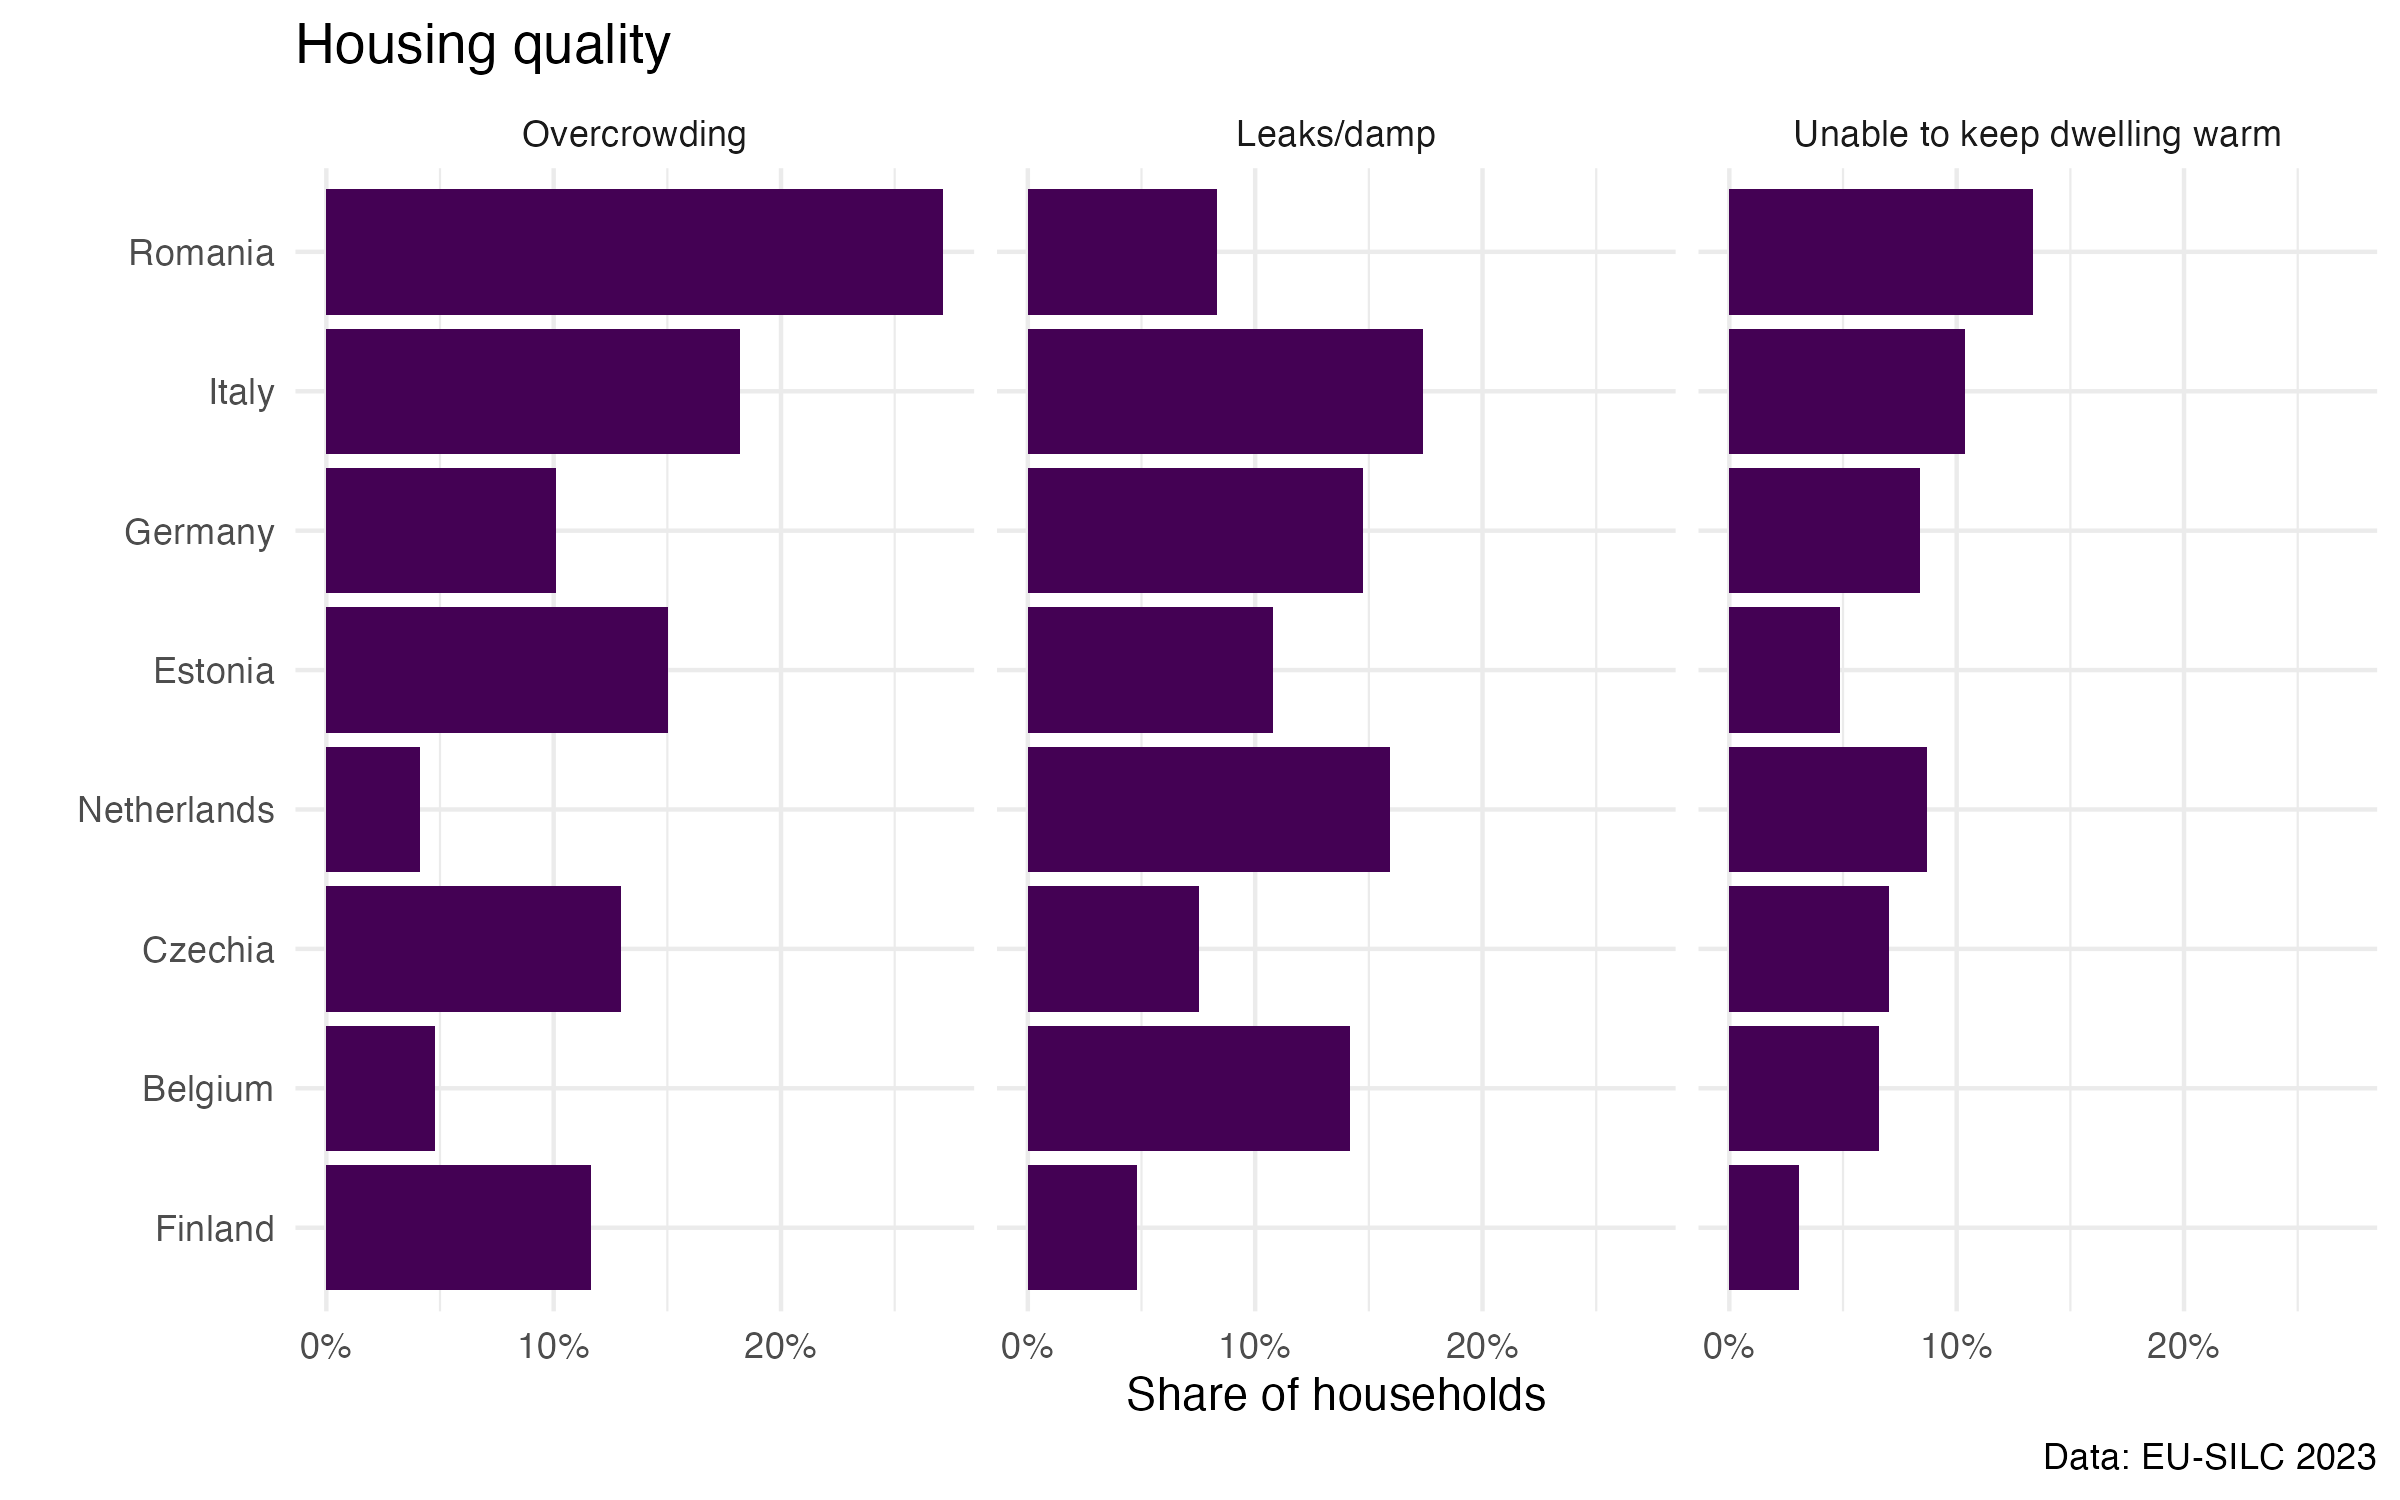 Housing quality
Overcrowding
Leaks/damp
Unable to keep dwelling warm
Romania
Italy
Germany
Estonia
Netherlands
Czechia
Belgium
Finland
0% 10% 20%
0% 10% 20%
0% 10% 20%
Share of households
Data: EU-SILC 2023